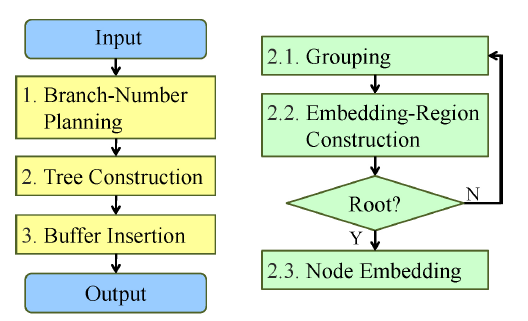 Input
1. Branch-Number
Planning
2. Tree Construction
3. Buffer Insertion
Output
2.1. Grouping
2.2. Embedding-Region
Construction
Root?
N
Y
2.3. Node Embedding